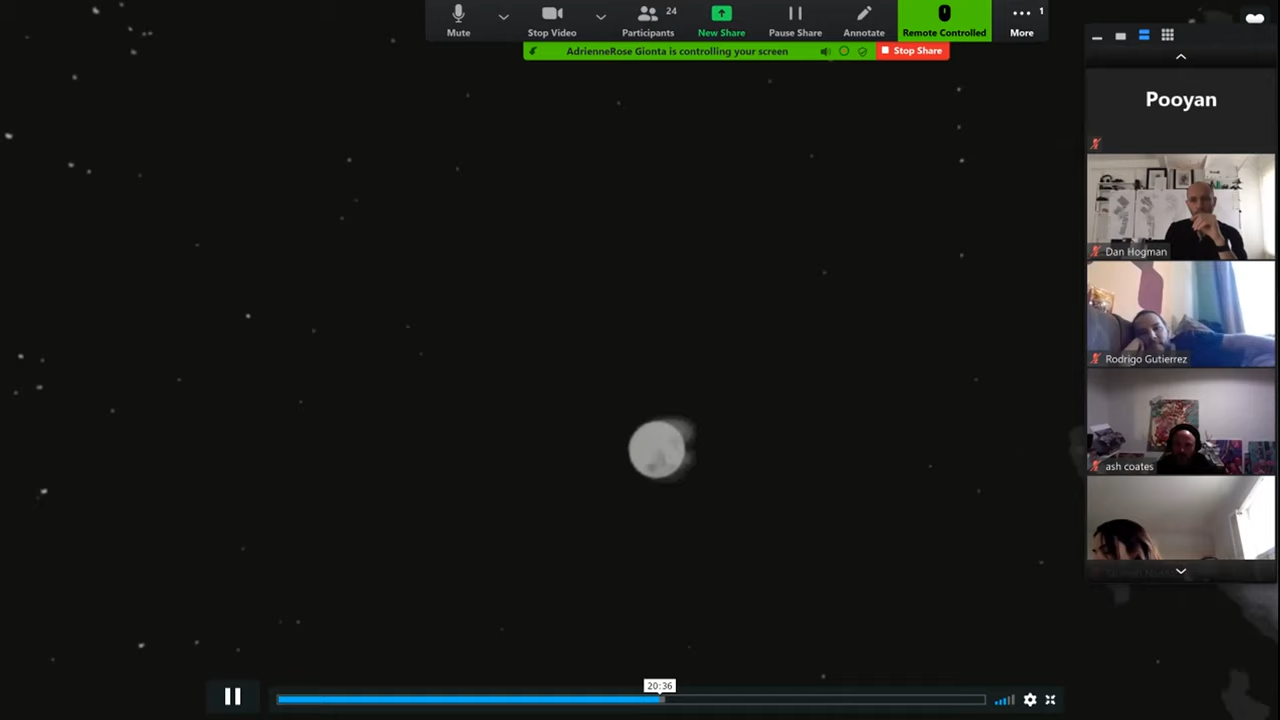 24
1
Mute
Stop Video
Participants
New Share
Pause Share
Annotate
Remote Controlled
More
AdrienneRose Gionta is controlling your screen
Stop Share
Pooyan
Dan Hogman
Rodrigo Gutierrez
ash coates
20:36